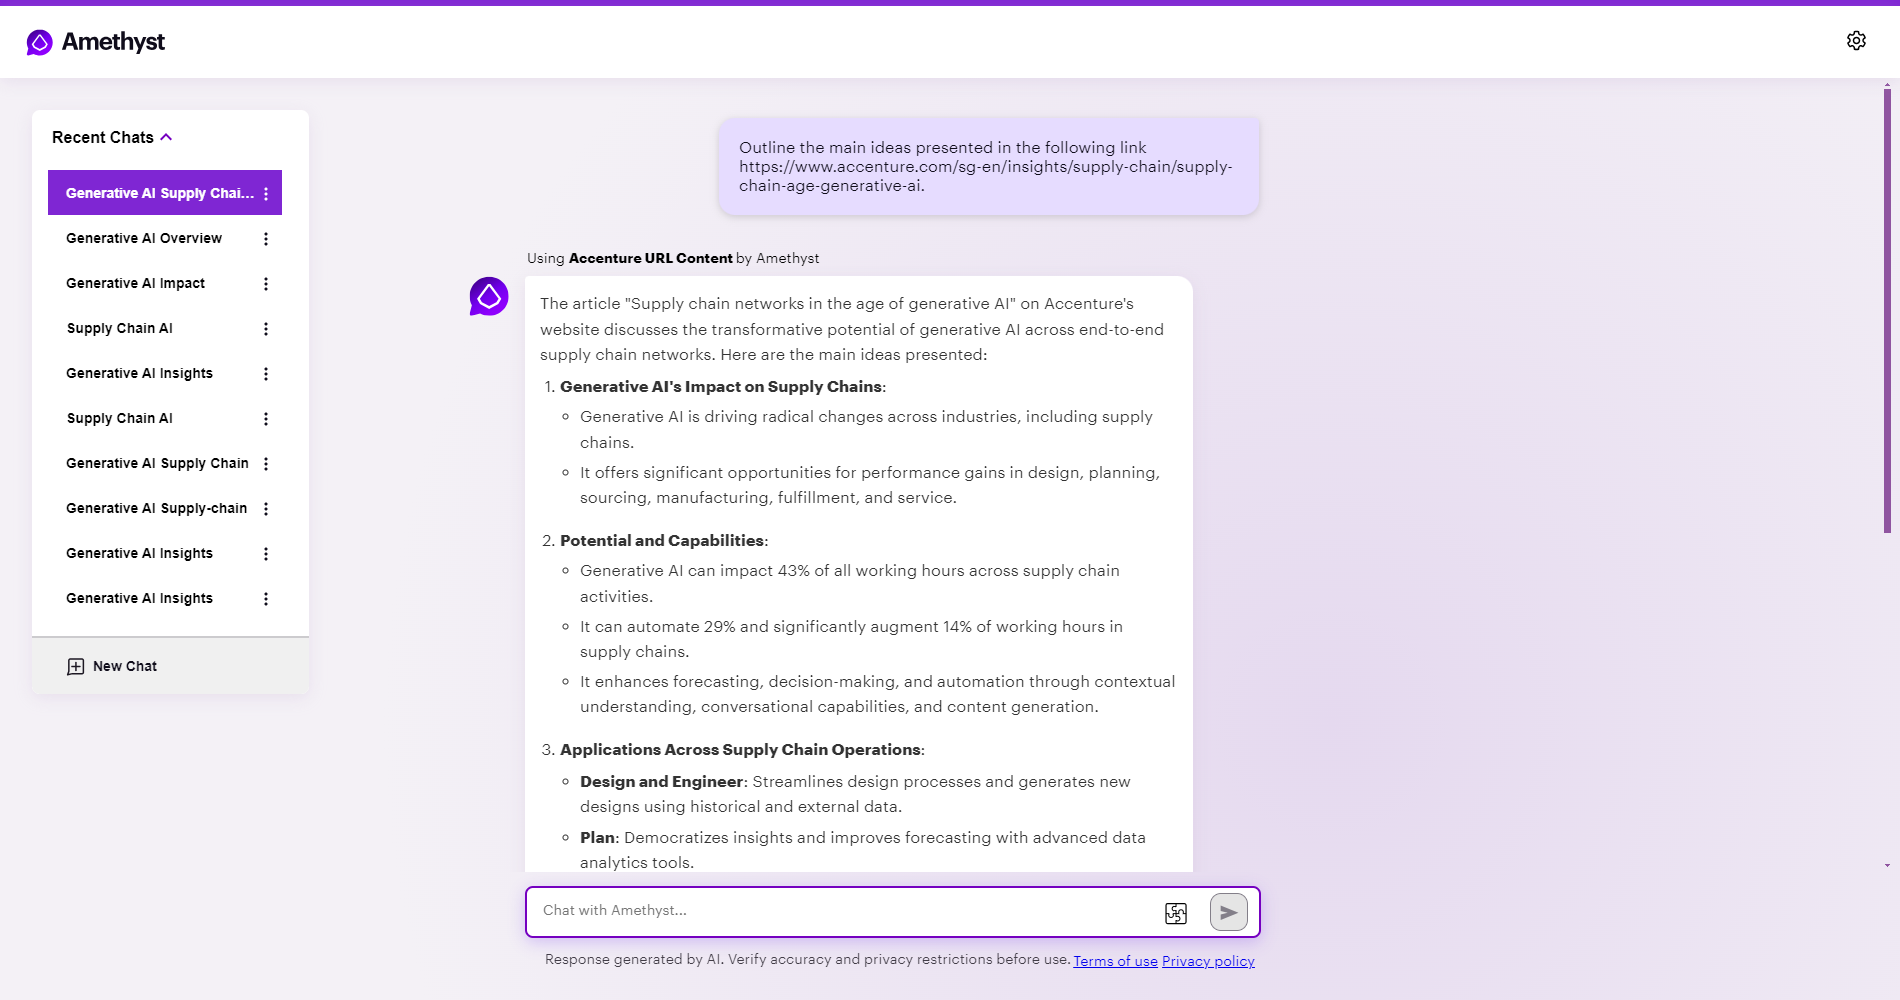 Amethyst
Recent Chats
Generative AI Supply Chai...
Generative AI Overview
Generative AI Impact
Supply Chain AI
Generative AI Insights
Supply Chain AI
Generative AI Supply Chain
Generative AI Supply-chain
Generative AI Insights
Generative AI Insights
New Chat
Outline the main ideas presented in the following link
https://www.accenture.com/sg-en/insights/supply-chain/supply-
chain-age-generative-ai.
Using Accenture URL Content by Amethyst
The article "Supply chain networks in the age of generative AI" on Accenture's
website discusses the transformative potential of generative AI across end-to-end
supply chain networks. Here are the main ideas presented:
1. Generative AI's Impact on Supply Chains:
Generative AI is driving radical changes across industries, including supply
chains.
It offers significant opportunities for performance gains in design, planning,
sourcing, manufacturing, fulfillment, and service.
2. Potential and Capabilities:
Generative AI can impact 43% of all working hours across supply chain
activities.
It can automate 29% and significantly augment 14% of working hours in
supply chains.
It enhances forecasting, decision-making, and automation through contextual
understanding, conversational capabilities, and content generation.
3. Applications Across Supply Chain Operations:
Design and Engineer: Streamlines design processes and generates new
designs using historical and external data.
Plan: Democratizes insights and improves forecasting with advanced data
analytics tools.
Chat with Amethyst...
Response generated by AI. Verify accuracy and privacy restrictions before use. Terms of use Privacy policy